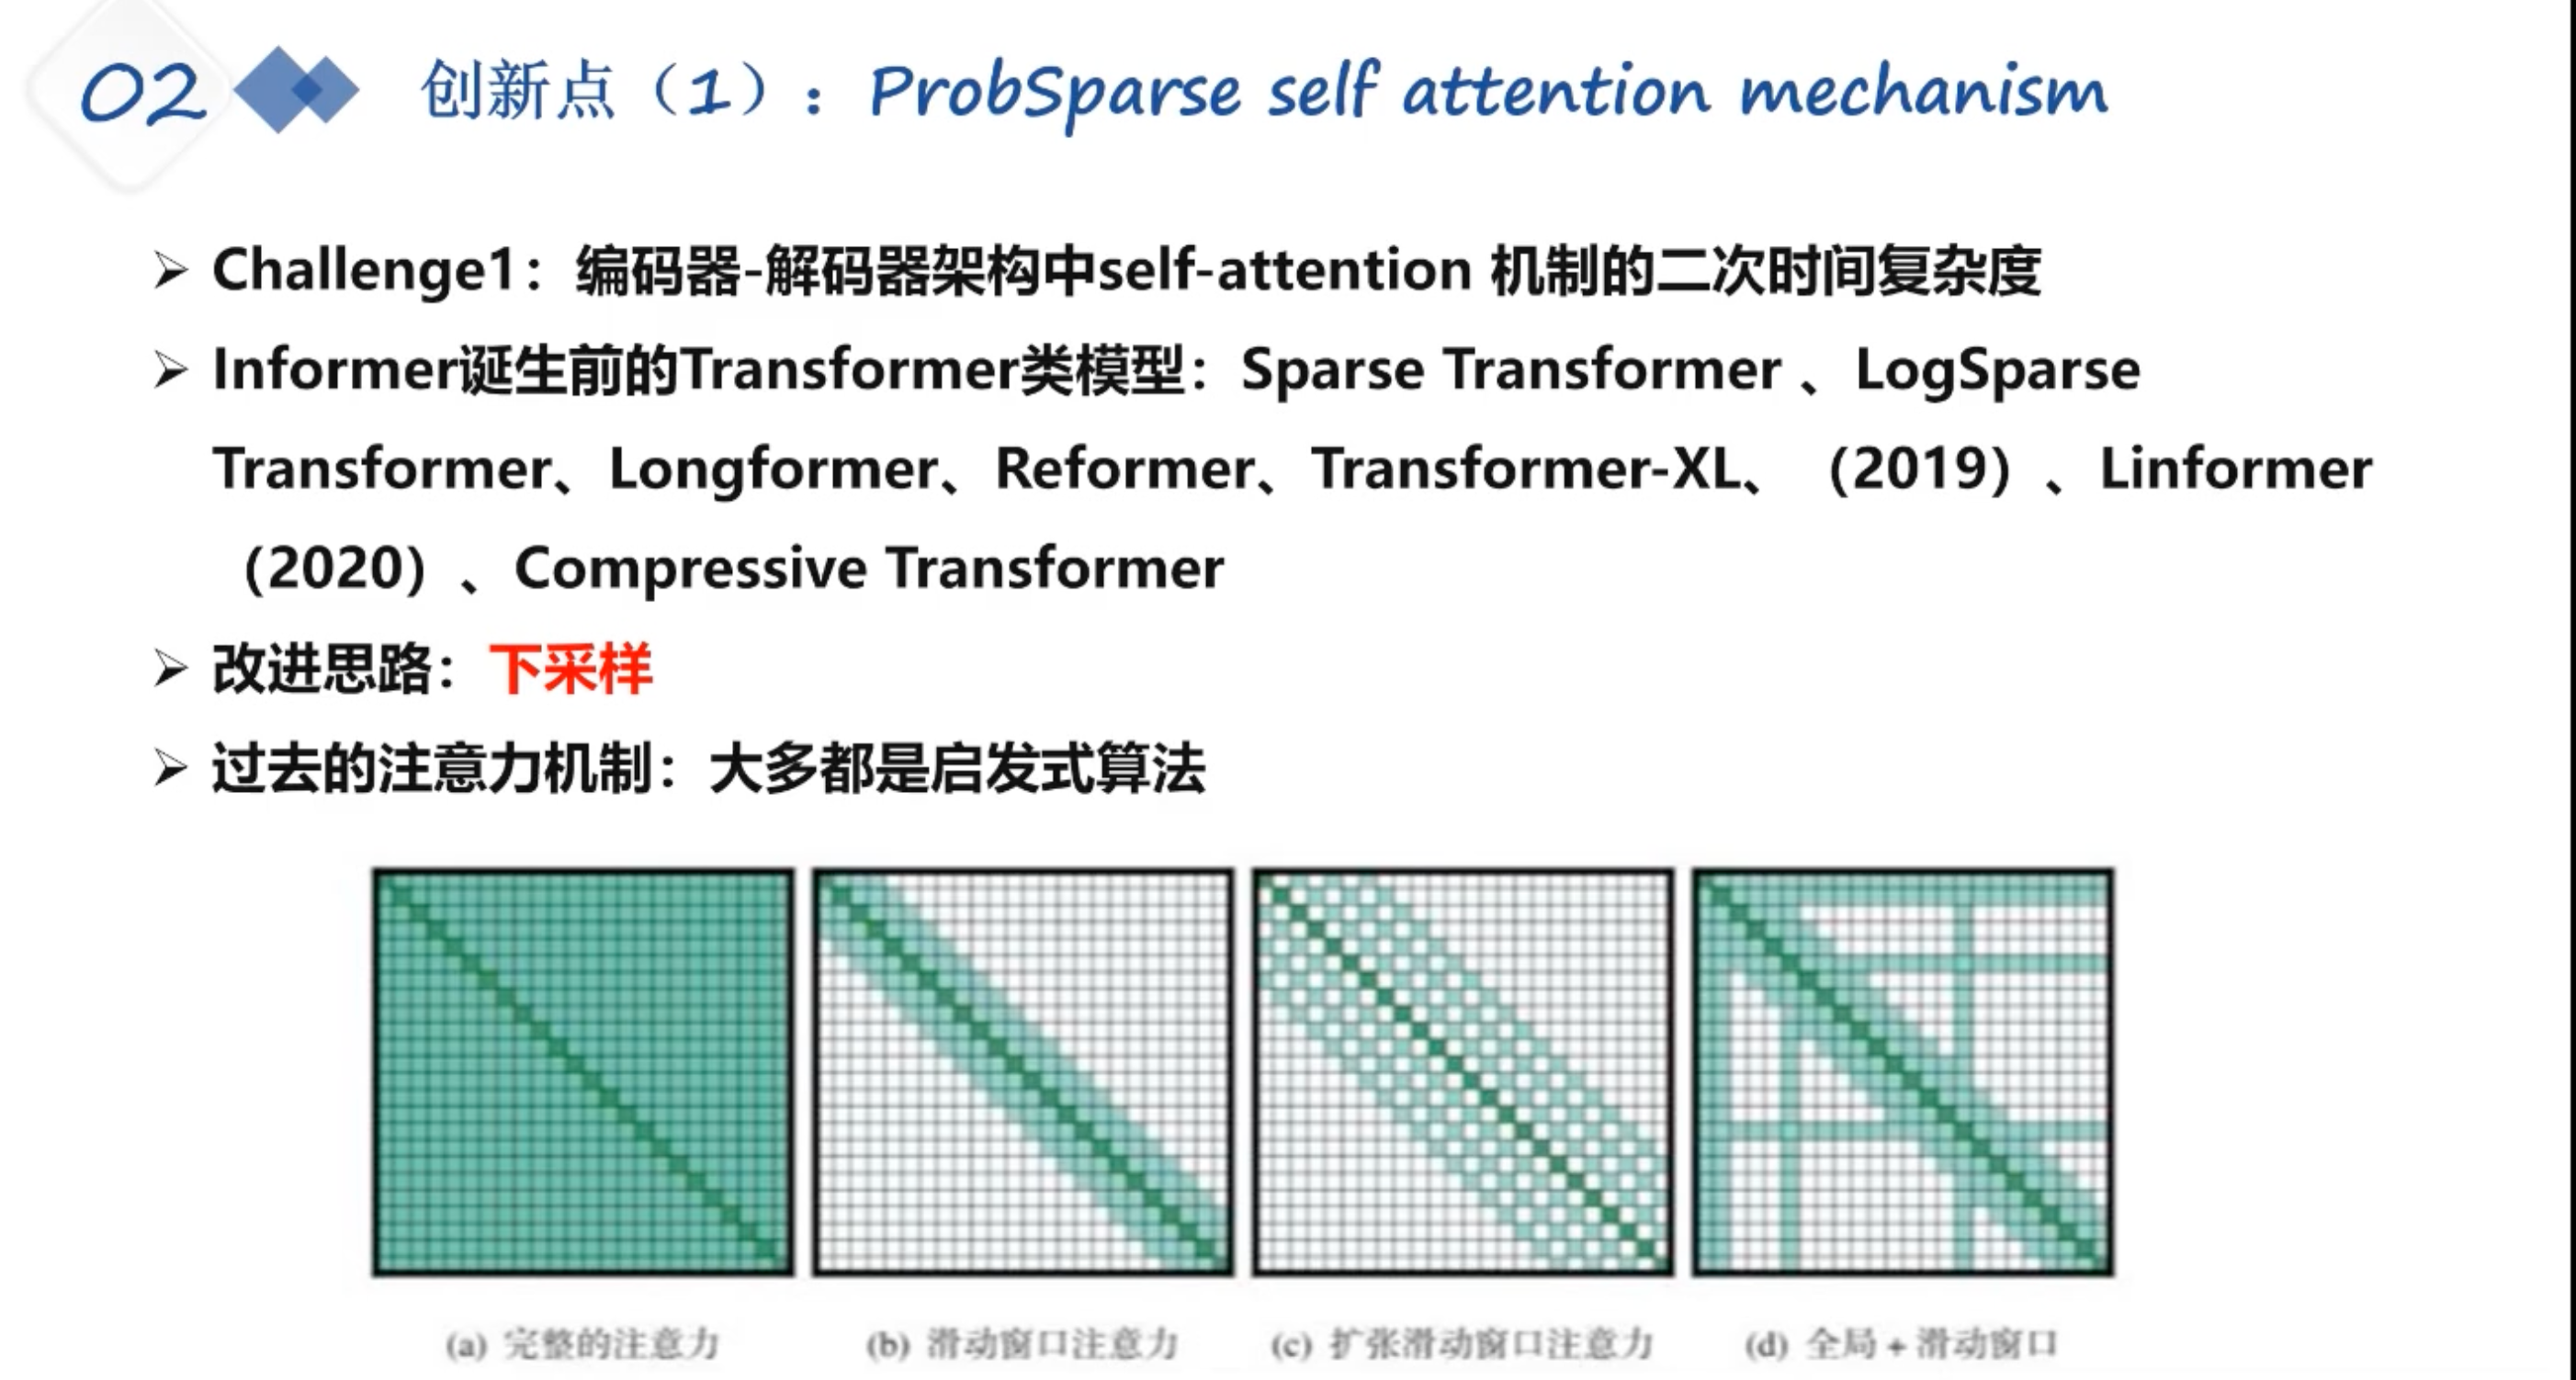 02 创新点（1）：ProbSparse self attention mechanism
Challenge1：编码器-解码器架构中self-attention 机制的二次时间复杂度
Informer诞生前的Transformer类模型：Sparse Transformer 、LogSparse
Transformer、Longformer、Reformer、Transformer-XL、（2019）、Linformer
（2020）、Compressive Transformer
改进思路：下采样
过去的注意力机制：大多都是启发式算法
(a) 完整的注意力 (b) 滑动窗口注意力 (c) 扩张滑动窗口注意力 (d) 全局 + 滑动窗口